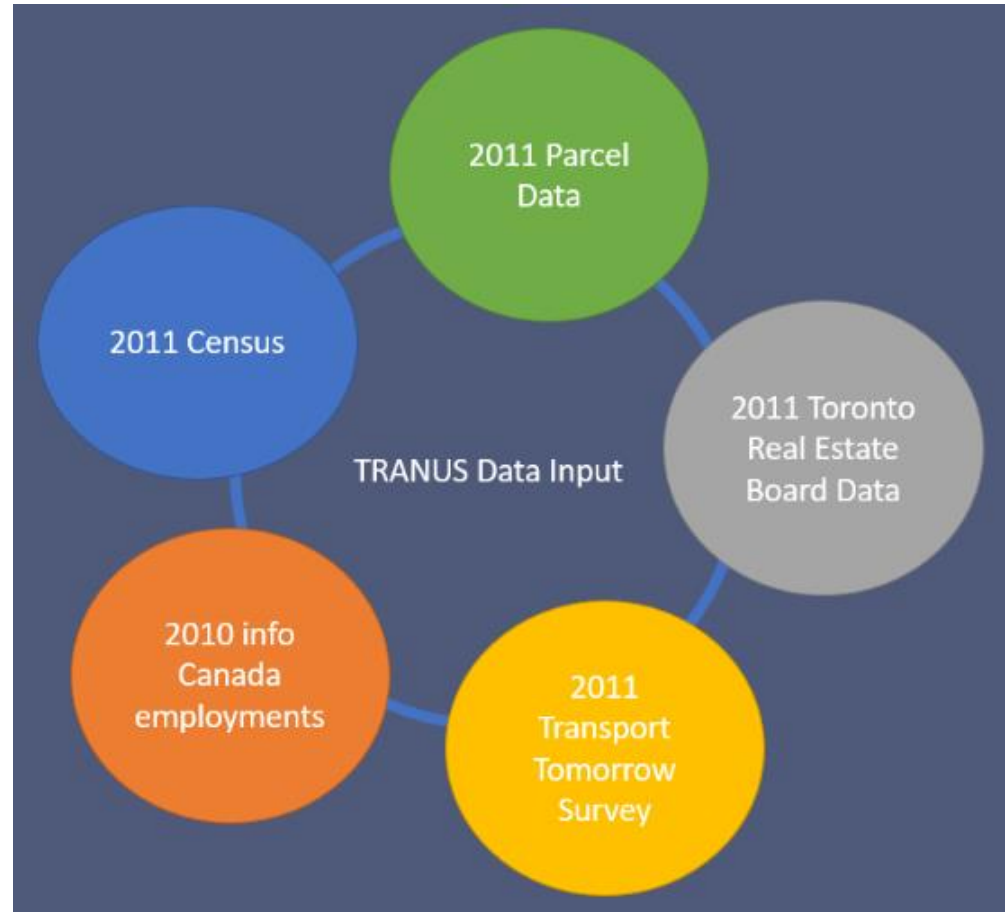 2011 Parcel
Data
2011 Census
2011 Toronto
Real Estate
Board Data
TRANUS Data Input
2010 info
Canada
employments
2011
Transport
Tomorrow
Survey